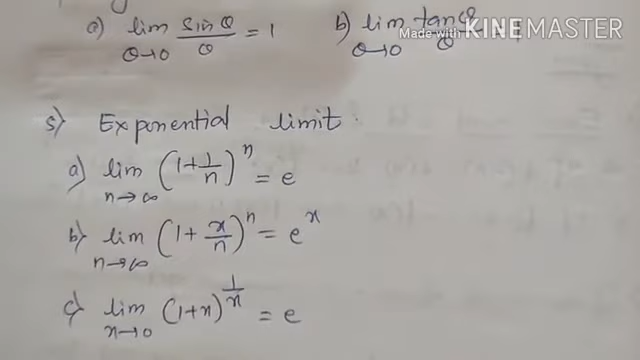 a) lim θ→0 sinθ/θ = 1 b) lim θ→0 tanθ/θ = 1
Made with KINEMASTER
5) Exponential limit.
a) lim n→∞ (1+1/n)^n = e
b) lim n→∞ (1+x/n)^n = e^x
c) lim x→0 (1+x)^(1/x) = e